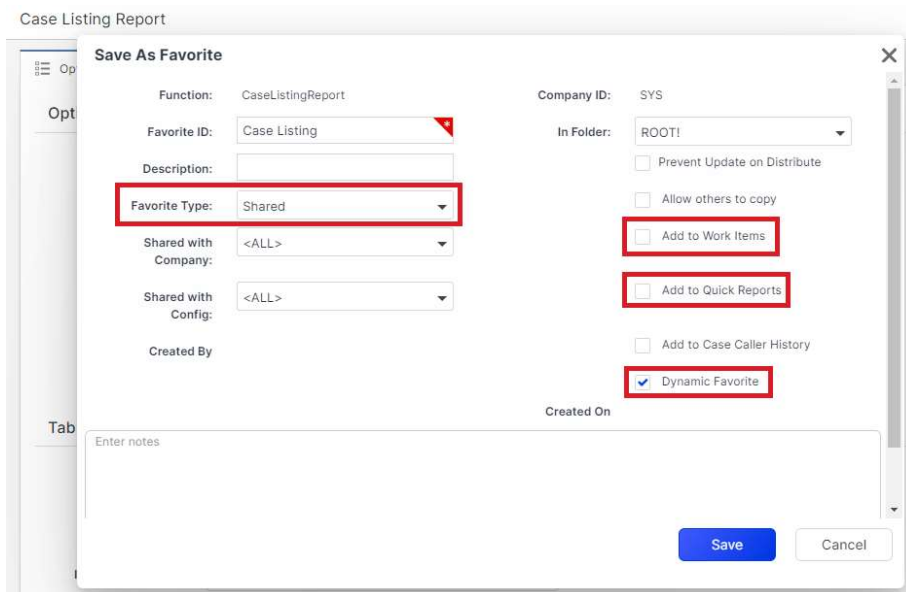 Case Listing Report
Save As Favorite
Op
Opt
Function: CaseListingReport Company ID: SYS
Favorite ID: Case Listing * In Folder: ROOT!
Description: Prevent Update on Distribute
Favorite Type: Shared Allow others to copy
Shared with Company: <ALL> Add to Work Items
Shared with Config: <ALL> Add to Quick Reports
Created By Add to Case Caller History
Dynamic Favorite
Created On
Tab
Enter notes
Save Cancel